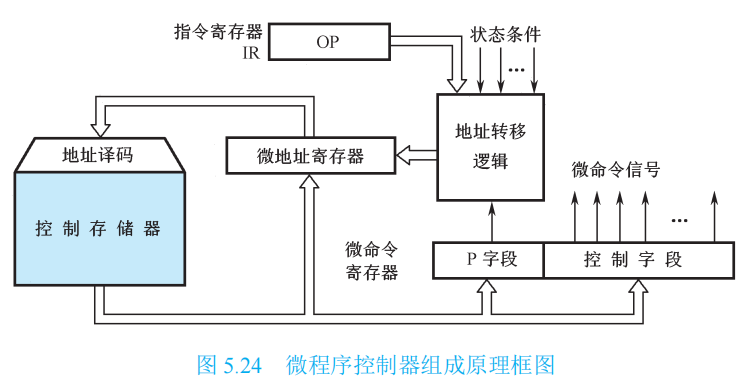 指令寄存器
IR
OP
状态条件
…
地址转移
逻辑
微地址寄存器
地址译码
控制存储器
微命令信号
…
微命令
寄存器
P字段
控制字段
图 5.24 微程序控制器组成原理框图